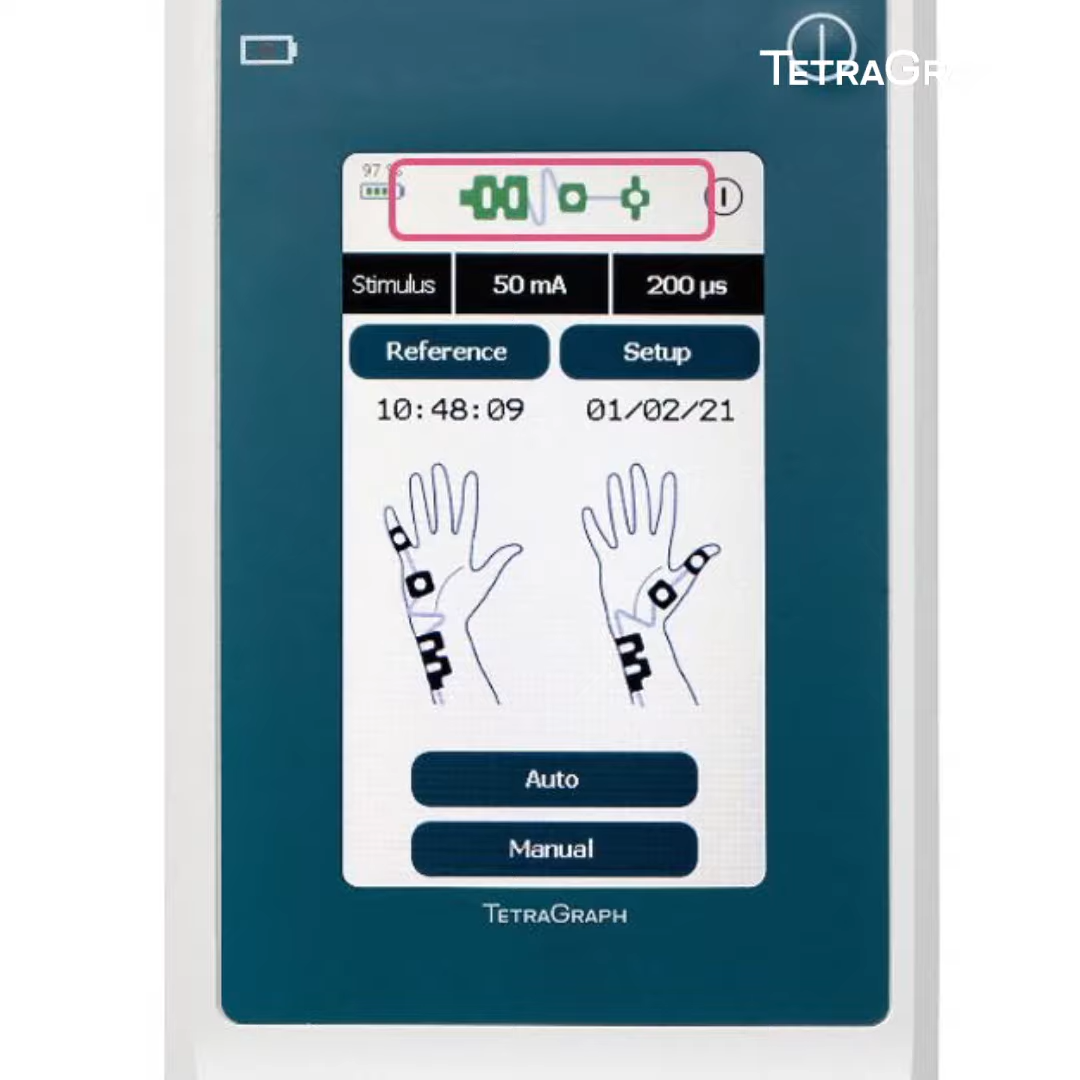 TETRAGR
97 %
Stimulus 50 mA 200 µs
Reference Setup
10:48:09 01/02/21
Auto
Manual
TETRAGRAPH